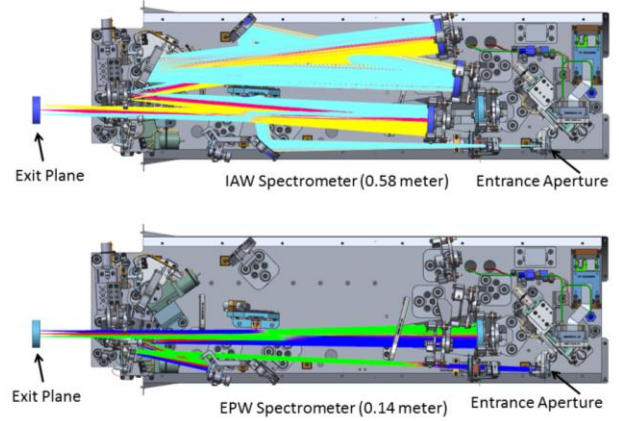 Exit Plane
IAW Spectrometer (0.58 meter)
Entrance Aperture
Exit Plane
EPW Spectrometer (0.14 meter)
Entrance Aperture